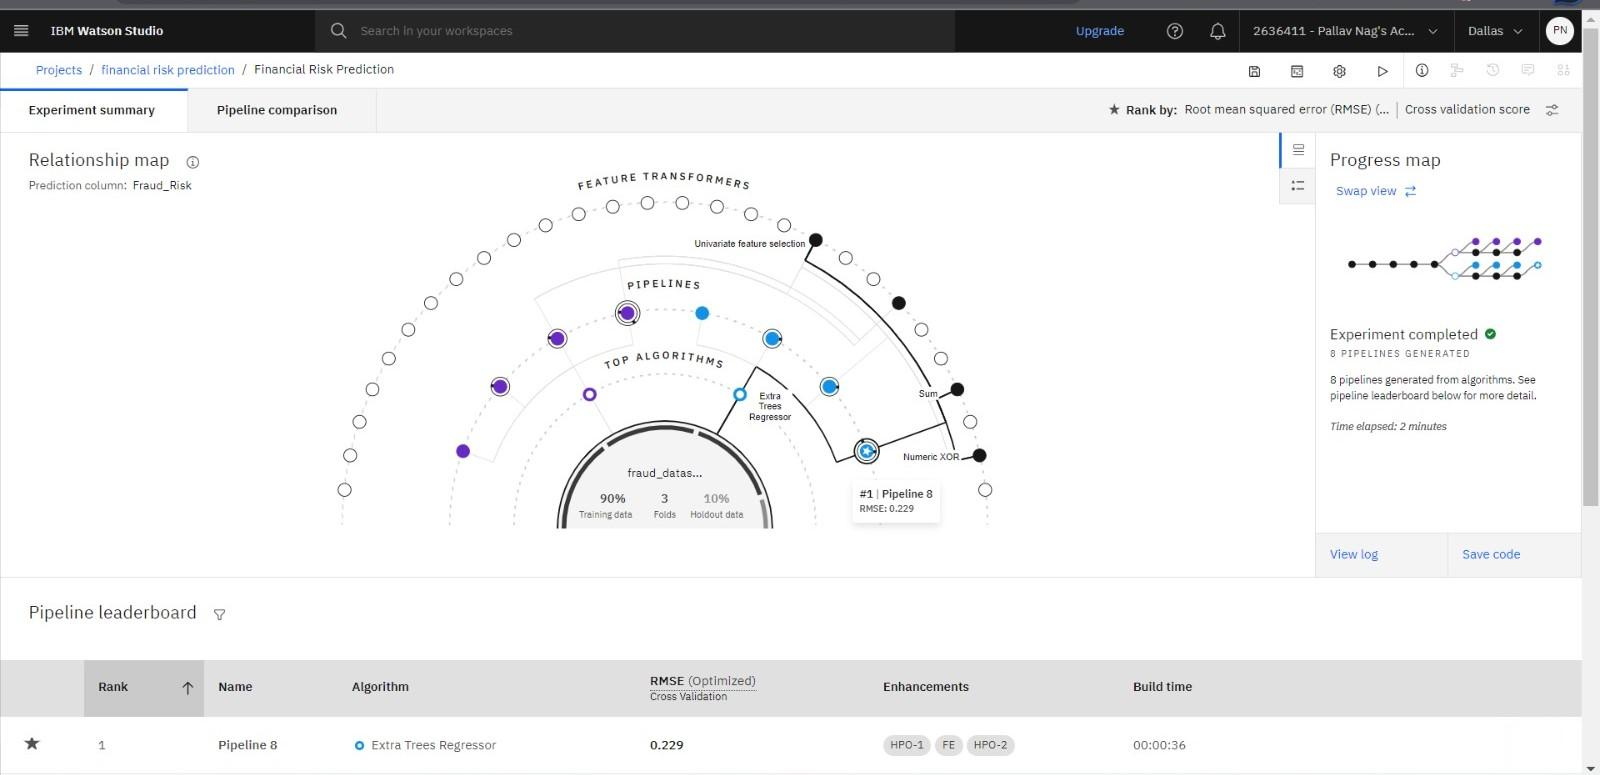 IBM Watson Studio
Search in your workspaces
Upgrade
2636411 - Pallav Nag's Ac...
Dallas
PN
Projects / financial risk prediction / Financial Risk Prediction
Experiment summary
Pipeline comparison
Rank by: Root mean squared error (RMSE) (... | Cross validation score
Relationship map
Prediction column: Fraud_Risk
FEATURE TRANSFORMERS
Univariate feature selection
PIPELINES
TOP ALGORITHMS
Extra
Trees
Regressor
Sum
Numeric XOR
fraud_datas...
90%
Training data
3
Folds
10%
Holdout data
#1 | Pipeline 8
RMSE: 0.229
Progress map
Swap view
Experiment completed
8 PIPELINES GENERATED
8 pipelines generated from algorithms. See
pipeline leaderboard below for more detail.
Time elapsed: 2 minutes
View log
Save code
Pipeline leaderboard
Rank
Name
Algorithm
RMSE (Optimized)
Cross Validation
Enhancements
Build time
1
Pipeline 8
Extra Trees Regressor
0.229
HPO-1 FE HPO-2
00:00:36